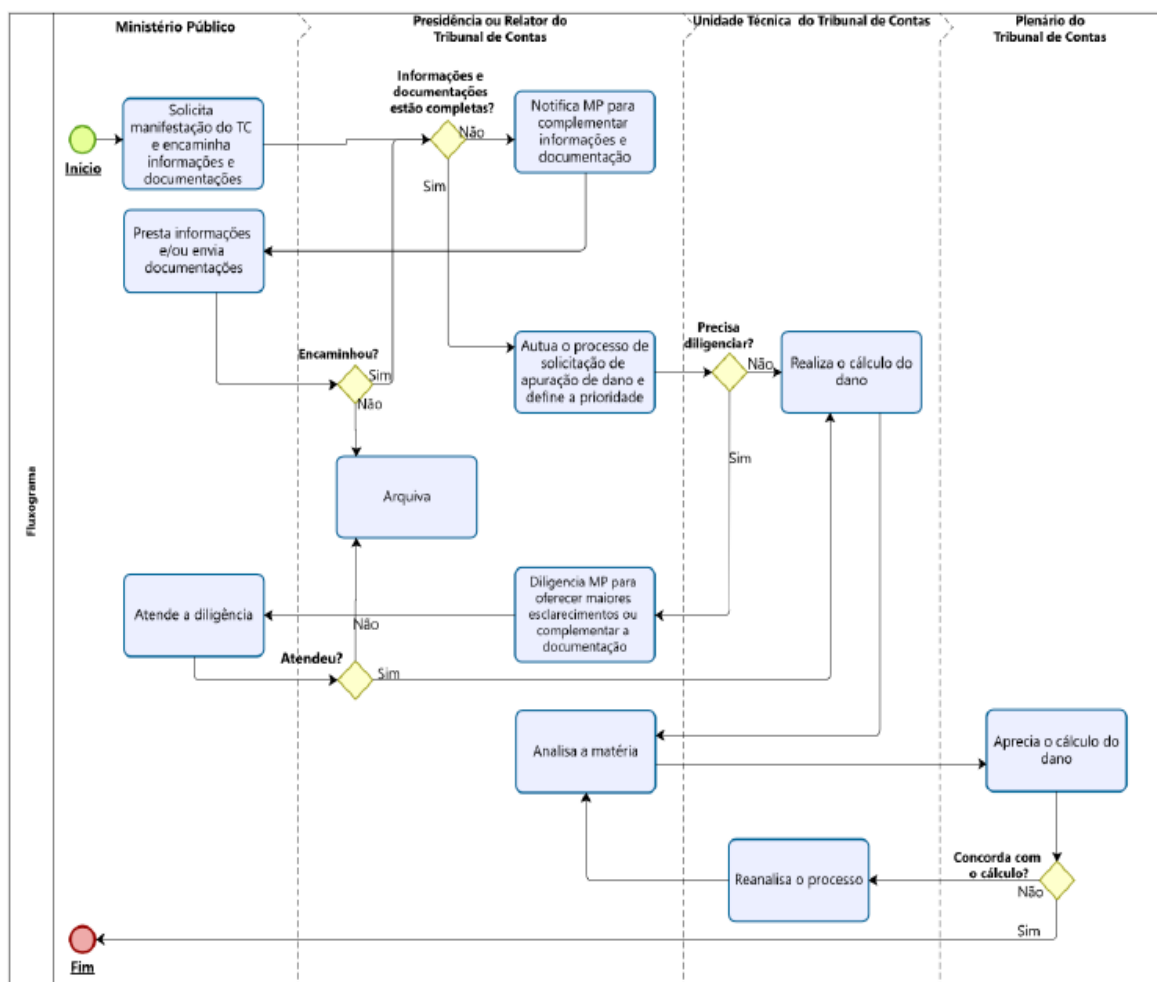 Ministério Público
Presidência ou Relator do
Tribunal de Contas
Unidade Técnica do Tribunal de Contas
Plenário do
Tribunal de Contas
Fluxograma
Início
Solicita
manifestação do TC
e encaminha
informações e
documentações
Informações e
documentações
estão completas?
Não
Sim
Notifica MP para
complementar
informações e
documentação
Presta informações
e/ou envia
documentações
Encaminhou?
Sim
Não
Autua o processo de
solicitação de
apuração de dano e
define a prioridade
Precisa
diligenciar?
Não
Sim
Realiza o cálculo do
dano
Arquiva
Atende a diligência
Diligencia MP para
oferecer maiores
esclarecimentos ou
complementar a
documentação
Não
Atendeu?
Sim
Analisa a matéria
Aprecia o cálculo do
dano
Reanalisa o processo
Concorda com
o cálculo?
Não
Sim
Fim